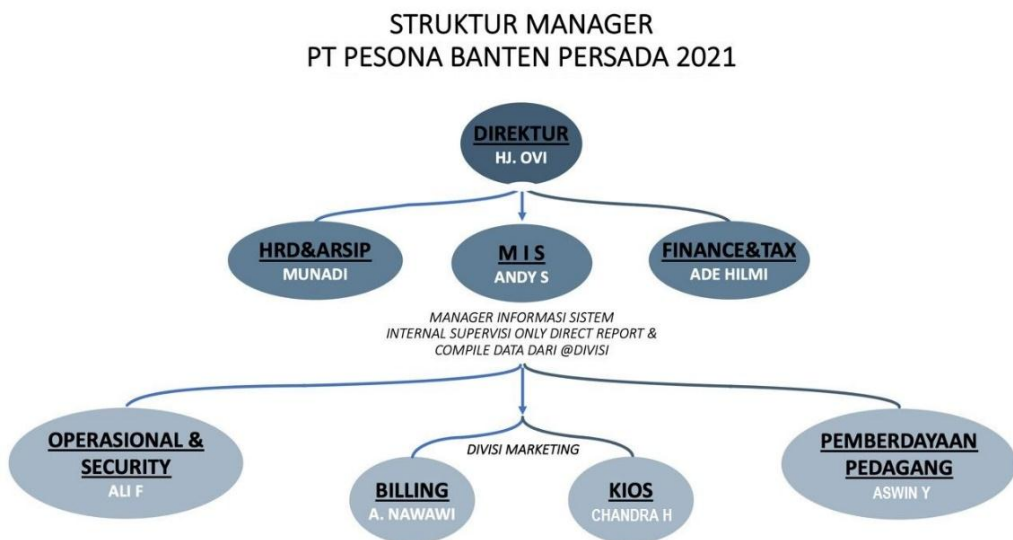 STRUKTUR MANAGER
PT PESONA BANTEN PERSADA 2021
DIREKTUR
HJ. OVI
HRD&ARSIP
MUNADI
M I S
ANDY S
FINANCE&TAX
ADE HILMI
MANAGER INFORMASI SISTEM
INTERNAL SUPERVISI ONLY DIRECT REPORT &
COMPILE DATA DARI @DIVISI
OPERASIONAL &
SECURITY
ALI F
DIVISI MARKETING
BILLING
A. NAWAWI
KIOS
CHANDRA H
PEMBERDAYAAN
PEDAGANG
ASWIN Y